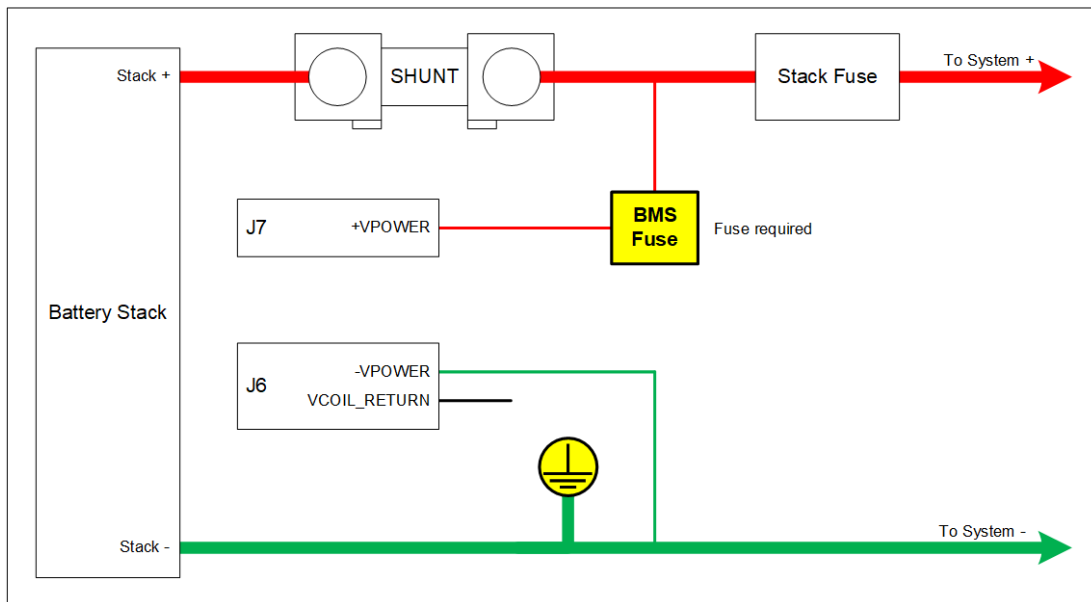 Stack +
SHUNT
Stack Fuse
To System +
J7
+VPOWER
BMS
Fuse
Fuse required
Battery Stack
J6
-VPOWER
VCOIL_RETURN
Stack -
To System -